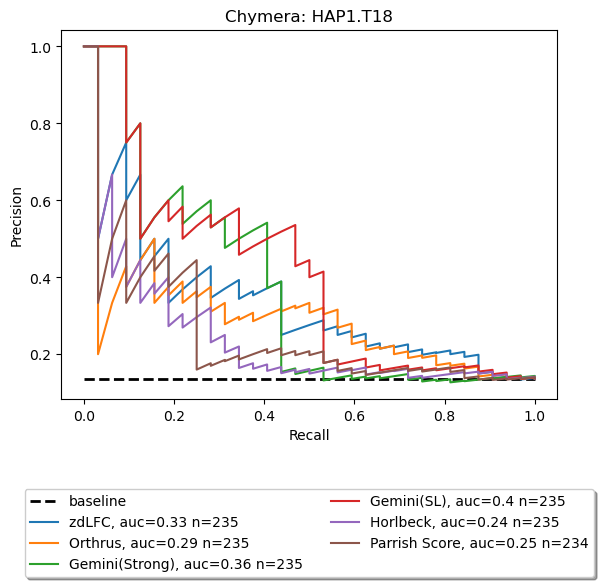 Chymera: HAP1.T18
1.0
0.8
0.6
0.4
0.2
Precision
0.0 0.2 0.4 0.6 0.8 1.0
Recall
baseline
zdLFC, auc=0.33 n=235
Orthrus, auc=0.29 n=235
Gemini(Strong), auc=0.36 n=235
Gemini(SL), auc=0.4 n=235
Horlbeck, auc=0.24 n=235
Parrish Score, auc=0.25 n=234